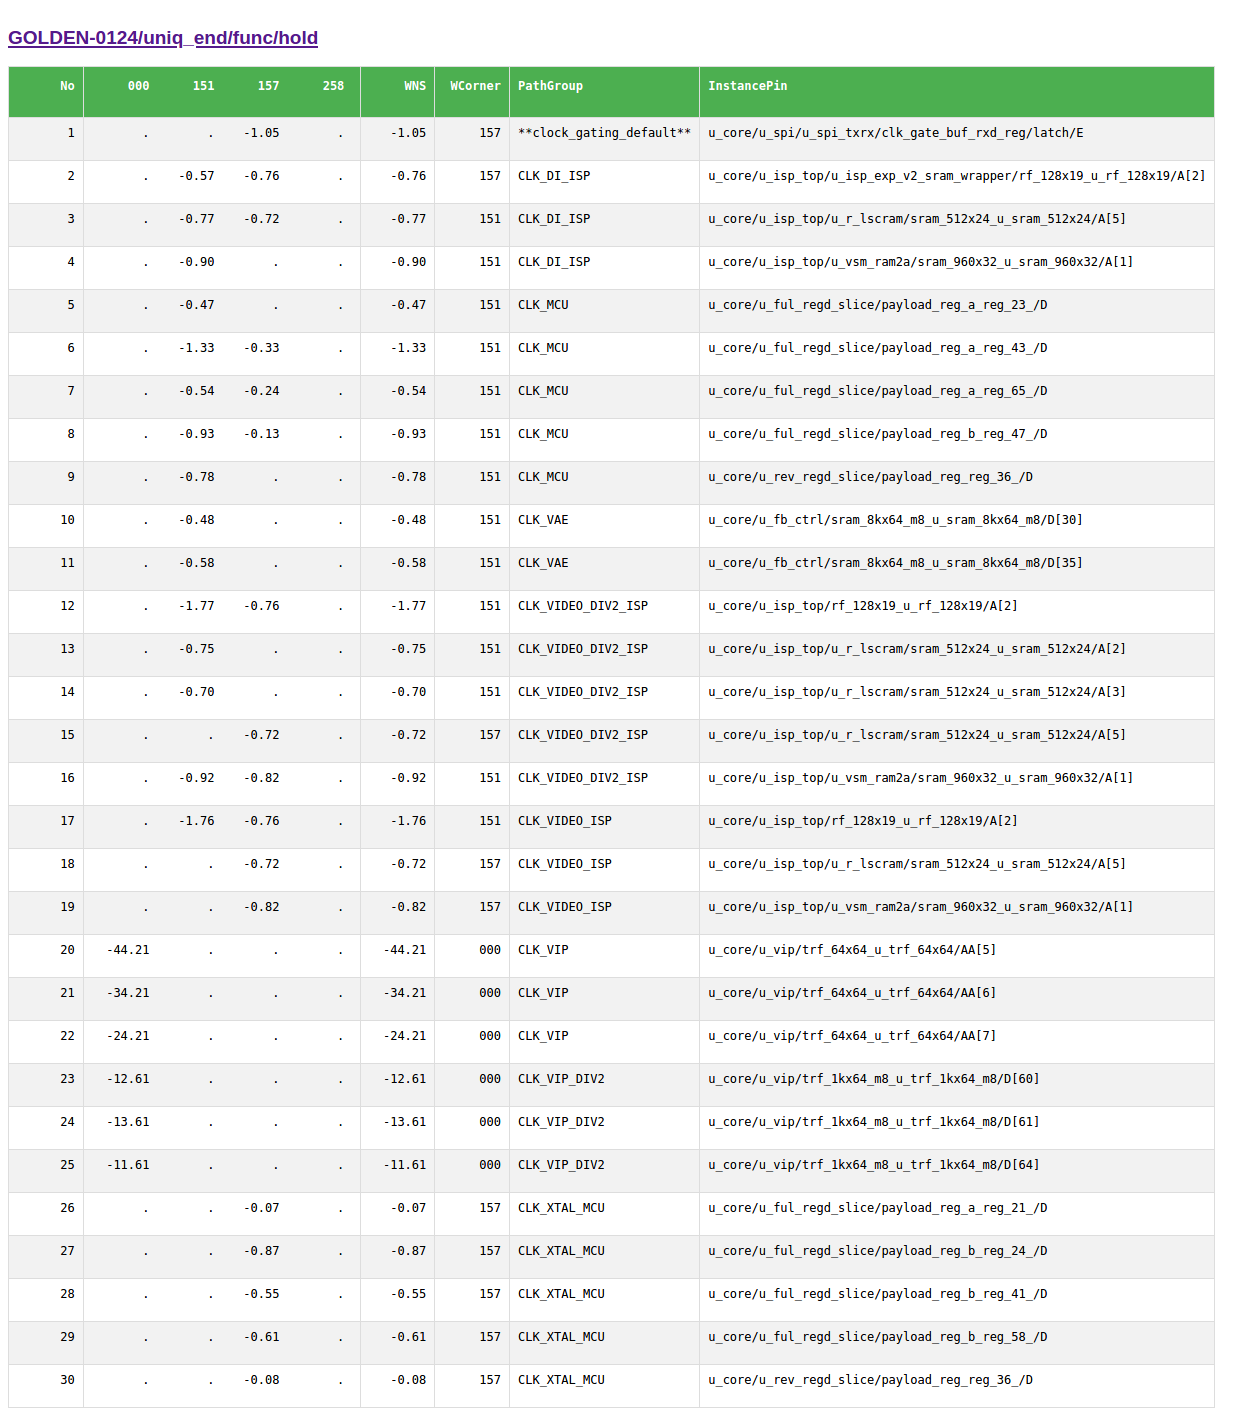 GOLDEN-0124/uniq_end/func/hold
No 000 151 157 258 WNS WCorner PathGroup InstancePin
1 . . -1.05 . -1.05 157 **clock_gating_default** u_core/u_spi/u_spi_txrx/clk_gate_buf_rxd_reg/latch/E
2 . -0.57 -0.76 . -0.76 157 CLK_DI_ISP u_core/u_isp_top/u_isp_exp_v2_sram_wrapper/rf_128x19_u_rf_128x19/A[2]
3 . -0.77 -0.72 . -0.77 151 CLK_DI_ISP u_core/u_isp_top/u_r_lscram/sram_512x24_u_sram_512x24/A[5]
4 . -0.90 . . -0.90 151 CLK_DI_ISP u_core/u_isp_top/u_vsm_ram2a/sram_960x32_u_sram_960x32/A[1]
5 . -0.47 . . -0.47 151 CLK_MCU u_core/u_ful_regd_slice/payload_reg_a_reg_23_/D
6 . -1.33 -0.33 . -1.33 151 CLK_MCU u_core/u_ful_regd_slice/payload_reg_a_reg_43_/D
7 . -0.54 -0.24 . -0.54 151 CLK_MCU u_core/u_ful_regd_slice/payload_reg_a_reg_65_/D
8 . -0.93 -0.13 . -0.93 151 CLK_MCU u_core/u_ful_regd_slice/payload_reg_b_reg_47_/D
9 . -0.78 . . -0.78 151 CLK_MCU u_core/u_rev_regd_slice/payload_reg_reg_36_/D
10 . -0.48 . . -0.48 151 CLK_VAE u_core/u_fb_ctrl/sram_8kx64_m8_u_sram_8kx64_m8/D[30]
11 . -0.58 . . -0.58 151 CLK_VAE u_core/u_fb_ctrl/sram_8kx64_m8_u_sram_8kx64_m8/D[35]
12 . -1.77 -0.76 . -1.77 151 CLK_VIDEO_DIV2_ISP u_core/u_isp_top/rf_128x19_u_rf_128x19/A[2]
13 . -0.75 . . -0.75 151 CLK_VIDEO_DIV2_ISP u_core/u_isp_top/u_r_lscram/sram_512x24_u_sram_512x24/A[2]
14 . -0.70 . . -0.70 151 CLK_VIDEO_DIV2_ISP u_core/u_isp_top/u_r_lscram/sram_512x24_u_sram_512x24/A[3]
15 . . -0.72 . -0.72 157 CLK_VIDEO_DIV2_ISP u_core/u_isp_top/u_r_lscram/sram_512x24_u_sram_512x24/A[5]
16 . -0.92 -0.82 . -0.92 151 CLK_VIDEO_DIV2_ISP u_core/u_isp_top/u_vsm_ram2a/sram_960x32_u_sram_960x32/A[1]
17 . -1.76 -0.76 . -1.76 151 CLK_VIDEO_ISP u_core/u_isp_top/rf_128x19_u_rf_128x19/A[2]
18 . . -0.72 . -0.72 157 CLK_VIDEO_ISP u_core/u_isp_top/u_r_lscram/sram_512x24_u_sram_512x24/A[5]
19 . . -0.82 . -0.82 157 CLK_VIDEO_ISP u_core/u_isp_top/u_vsm_ram2a/sram_960x32_u_sram_960x32/A[1]
20 -44.21 . . . -44.21 000 CLK_VIP u_core/u_vip/trf_64x64_u_trf_64x64/AA[5]
21 -34.21 . . . -34.21 000 CLK_VIP u_core/u_vip/trf_64x64_u_trf_64x64/AA[6]
22 -24.21 . . . -24.21 000 CLK_VIP u_core/u_vip/trf_64x64_u_trf_64x64/AA[7]
23 -12.61 . . . -12.61 000 CLK_VIP_DIV2 u_core/u_vip/trf_1kx64_m8_u_trf_1kx64_m8/D[60]
24 -13.61 . . . -13.61 000 CLK_VIP_DIV2 u_core/u_vip/trf_1kx64_m8_u_trf_1kx64_m8/D[61]
25 -11.61 . . . -11.61 000 CLK_VIP_DIV2 u_core/u_vip/trf_1kx64_m8_u_trf_1kx64_m8/D[64]
26 . . -0.07 . -0.07 157 CLK_XTAL_MCU u_core/u_ful_regd_slice/payload_reg_a_reg_21_/D
27 . . -0.87 . -0.87 157 CLK_XTAL_MCU u_core/u_ful_regd_slice/payload_reg_b_reg_24_/D
28 . . -0.55 . -0.55 157 CLK_XTAL_MCU u_core/u_ful_regd_slice/payload_reg_b_reg_41_/D
29 . . -0.61 . -0.61 157 CLK_XTAL_MCU u_core/u_ful_regd_slice/payload_reg_b_reg_58_/D
30 . . -0.08 . -0.08 157 CLK_XTAL_MCU u_core/u_rev_regd_slice/payload_reg_reg_36_/D